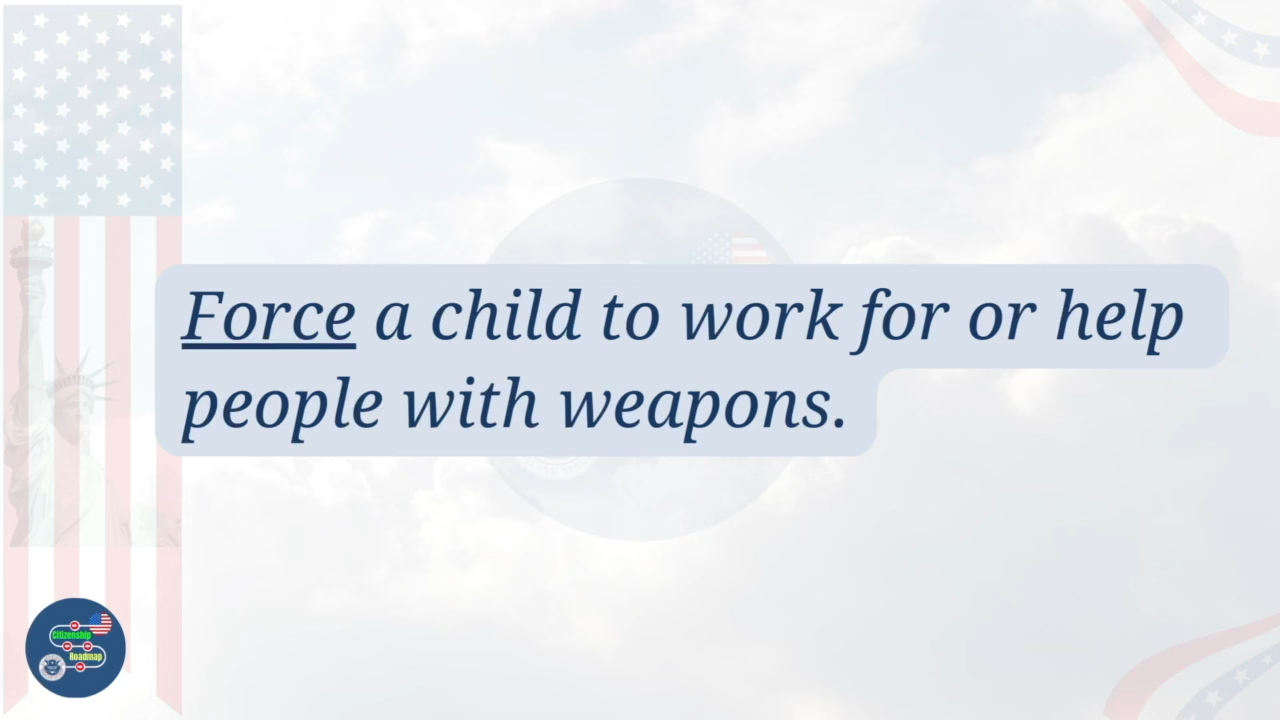 Force a child to work for or help
people with weapons.
Citizenship
Roadmap